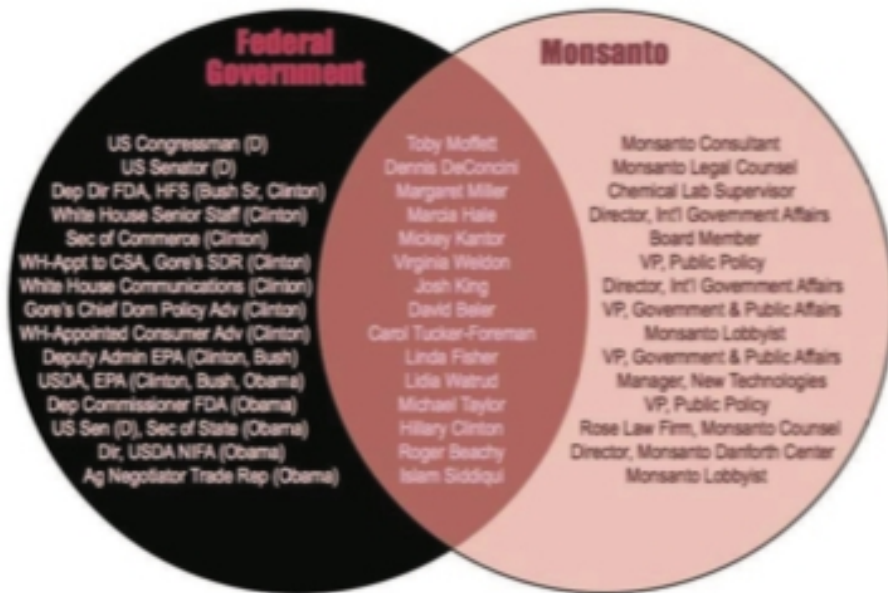 Federal
Government
Monsanto
US Congressman (D) Toby Moffett Monsanto Consultant
US Senator (D) Dennis DeConcini Monsanto Legal Counsel
Dep Dir FDA, HFS (Bush Sr, Clinton) Margaret Miller Chemical Lab Supervisor
White House Senior Staff (Clinton) Marcia Hale Director, Int'l Government Affairs
Sec of Commerce (Clinton) Mickey Kantor Board Member
WH-Appt to CSA, Gore's SDR (Clinton) Virginia Weldon VP, Public Policy
White House Communications (Clinton) Josh King Director, Int'l Government Affairs
Gore's Chief Dom Policy Adv (Clinton) David Beler VP, Government & Public Affairs
WH-Appointed Consumer Adv (Clinton) Carol Tucker-Foreman Monsanto Lobbyist
Deputy Admin EPA (Clinton, Bush) Linda Fisher VP, Government & Public Affairs
USDA, EPA (Clinton, Bush, Obama) Lidia Watrud Manager, New Technologies
Dep Commissioner FDA (Obama) Michael Taylor VP, Public Policy
US Sen (D), Sec of State (Obama) Hillary Clinton Rose Law Firm, Monsanto Counsel
Dir, USDA NIFA (Obama) Roger Beachy Director, Monsanto Danforth Center
Ag Negotiator Trade Rep (Obama) Islam Siddiqui Monsanto Lobbyist